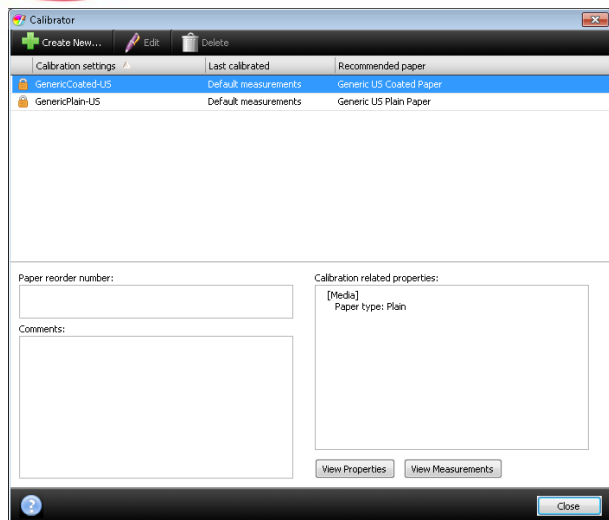 Calibrator
Create New... Edit Delete
Calibration settings Last calibrated Recommended paper
GenericCoated-US Default measurements Generic US Coated Paper
GenericPlain-US Default measurements Generic US Plain Paper
Paper reorder number:
Calibration related properties:
[Media]
Paper type: Plain
Comments:
View Properties View Measurements
? Close